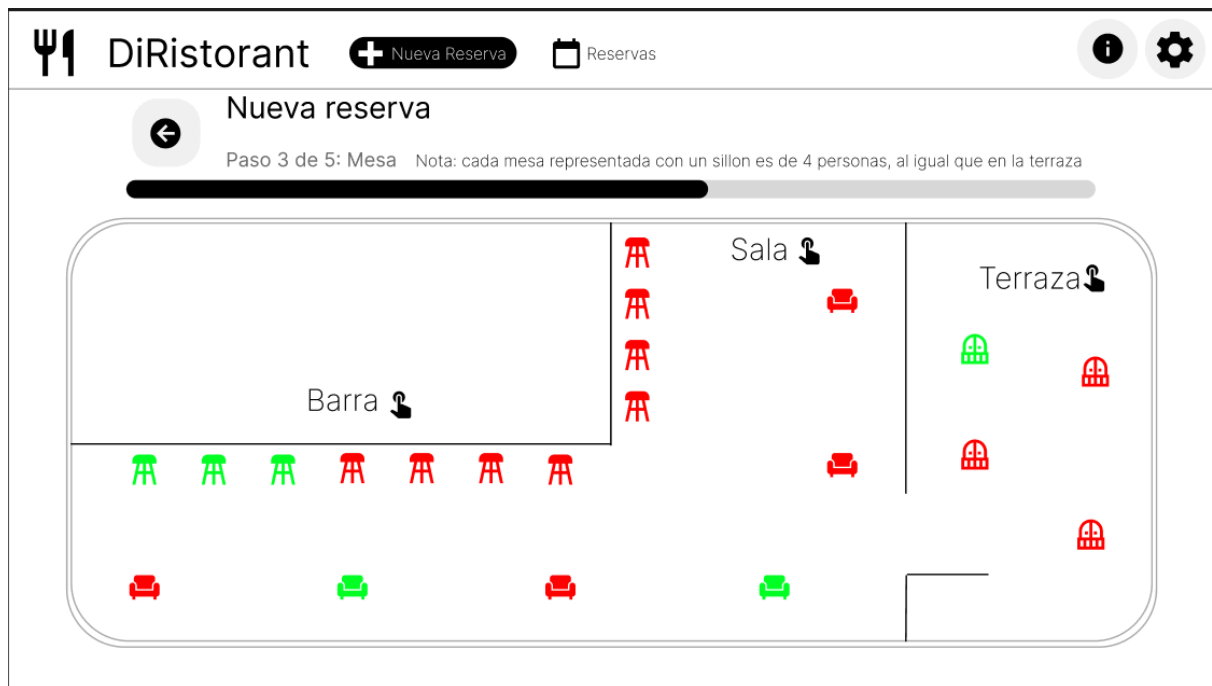 DiRistorant
Nueva Reserva
Reservas
Nueva reserva
Paso 3 de 5: Mesa
Nota: cada mesa representada con un sillon es de 4 personas, al igual que en la terraza
Sala
Terraza
Barra